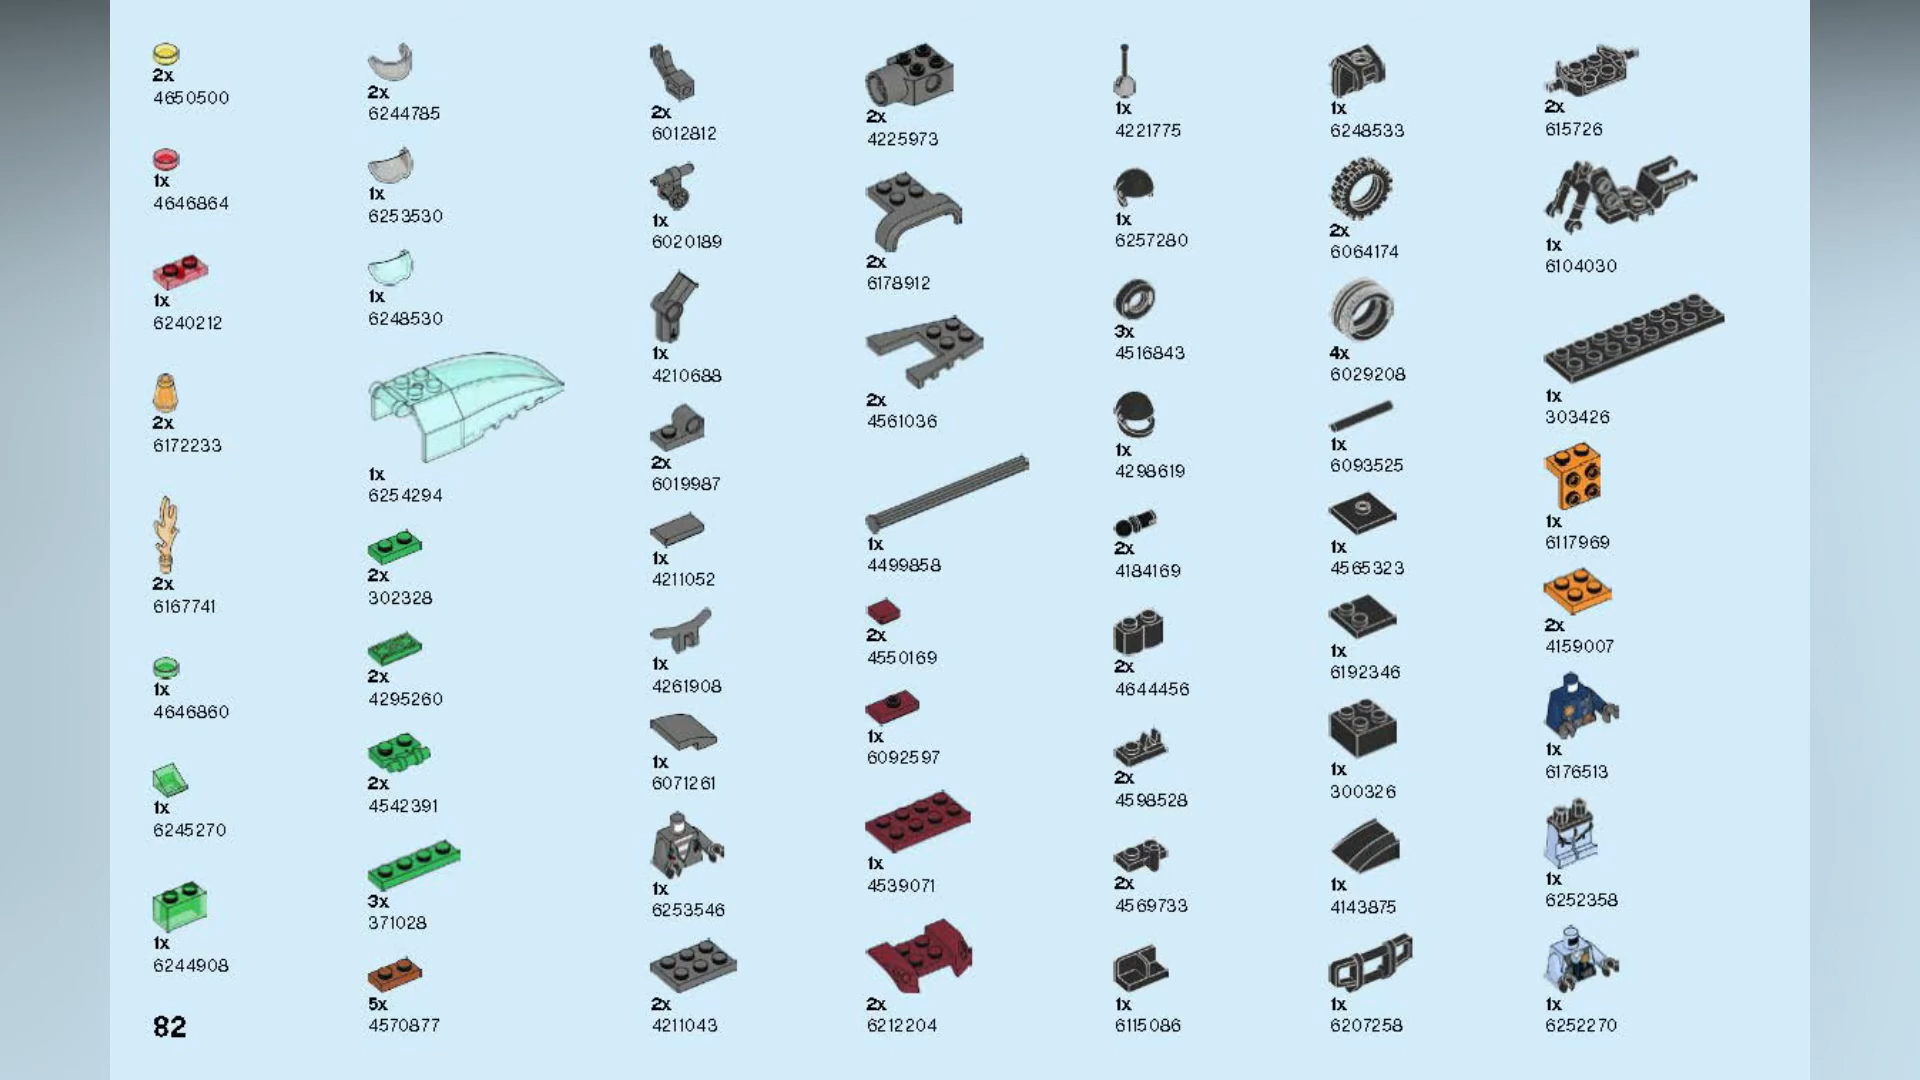 2x
4650500
1x
4646864
1x
6240212
2x
6172233
2x
6167741
1x
4646860
1x
6245270
1x
6244908
82
2x
6244785
1x
6253530
1x
6248530
1x
6254294
2x
302328
2x
4295260
2x
4542391
3x
371028
5x
4570877
2x
6012812
1x
6020189
1x
4210688
2x
6019987
1x
4211052
1x
4261908
1x
6071261
1x
6253546
2x
4211043
2x
4225973
2x
6178912
2x
4561036
1x
4499858
2x
4550169
1x
6092597
1x
4539071
2x
6212204
1x
4221775
1x
6257280
3x
4516843
1x
4298619
2x
4184169
2x
4644456
2x
4598528
2x
4569733
1x
6115086
1x
6248533
2x
6064174
4x
6029208
1x
6093525
1x
4565323
1x
6192346
1x
300326
1x
4143875
1x
6207258
2x
615726
1x
6104030
1x
303426
1x
6117969
2x
4159007
1x
6176513
1x
6252358
1x
6252270